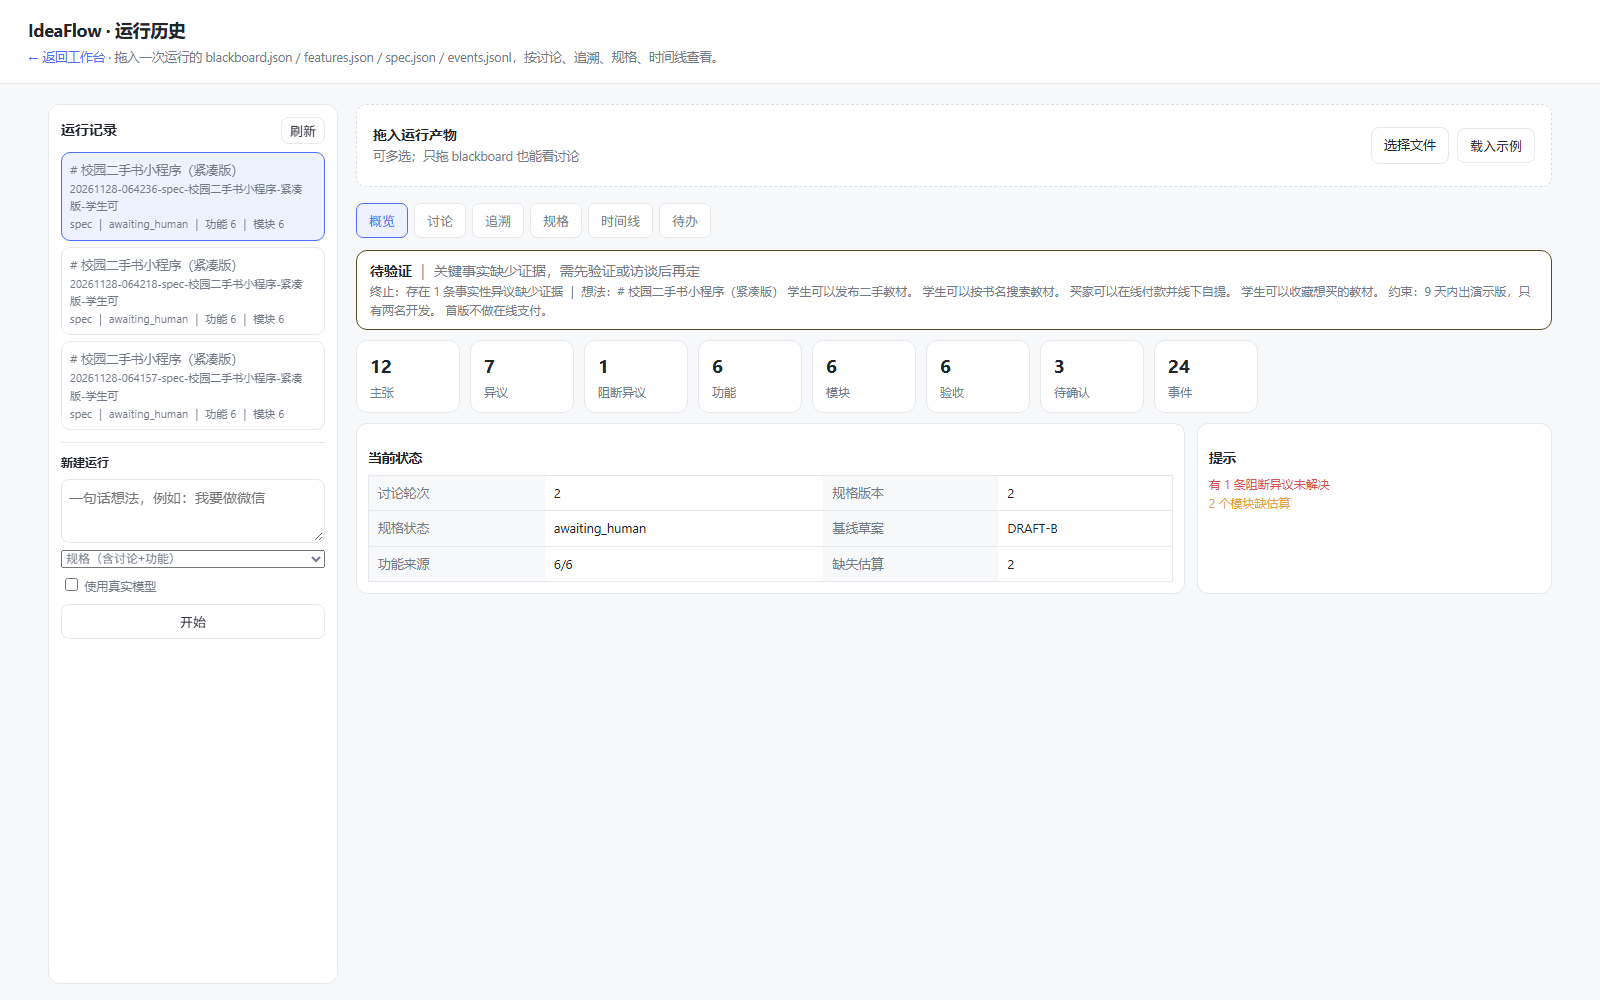 IdeaFlow · 运行历史
← 返回工作台 · 拖入一次运行的 blackboard.json / features.json / spec.json / events.jsonl，按讨论、追溯、规格、时间线查看。
运行记录
刷新
# 校园二手书小程序（紧凑版）
20261128-064236-spec-校园二手书小程序-紧凑
版-学生可
spec ｜ awaiting_human ｜ 功能 6 ｜ 模块 6
# 校园二手书小程序（紧凑版）
20261128-064218-spec-校园二手书小程序-紧凑
版-学生可
spec ｜ awaiting_human ｜ 功能 6 ｜ 模块 6
# 校园二手书小程序（紧凑版）
20261128-064157-spec-校园二手书小程序-紧凑
版-学生可
spec ｜ awaiting_human ｜ 功能 6 ｜ 模块 6
新建运行
一句话想法，例如：我要做微信
规格（含讨论+功能）
使用真实模型
开始
拖入运行产物
可多选；只拖 blackboard 也能看讨论
选择文件
载入示例
概览
讨论
追溯
规格
时间线
待办
待验证 ｜ 关键事实缺少证据，需先验证或访谈后再定
终止：存在 1 条事实性异议缺少证据 ｜ 想法：# 校园二手书小程序（紧凑版） 学生可以发布二手教材。 学生可以按书名搜索教材。 买家可以在线付款并线下自提。 学生可以收藏想买的教材。 约束：9 天内出演示版，只
有两名开发。 首版不做在线支付。
12
主张
7
异议
1
阻断异议
6
功能
6
模块
6
验收
3
待确认
24
事件
当前状态
讨论轮次 2 规格版本 2
规格状态 awaiting_human 基线草案 DRAFT-B
功能来源 6/6 缺失估算 2
提示
有 1 条阻断异议未解决
2 个模块缺估算